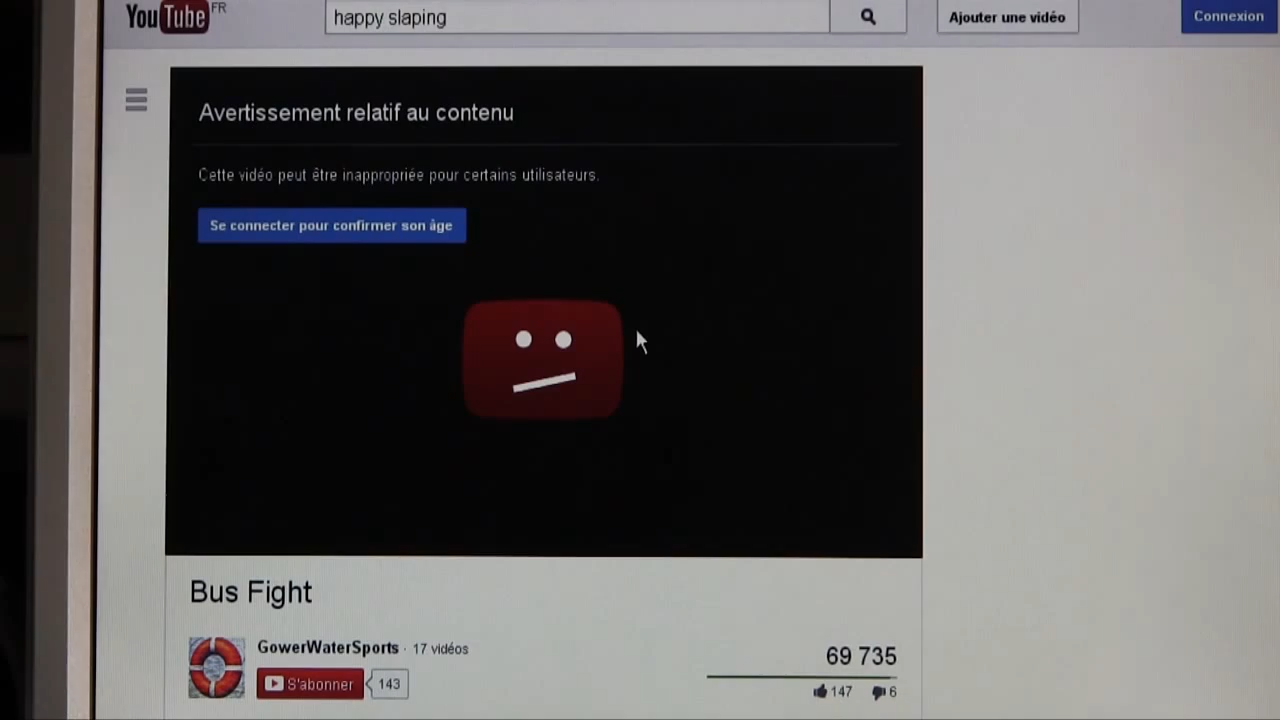 YouTube FR
happy slaping
Ajouter une vidéo
Connexion
Avertissement relatif au contenu
Cette vidéo peut être inappropriée pour certains utilisateurs.
Se connecter pour confirmer son âge
Bus Fight
GowerWaterSports · 17 vidéos
S'abonner 143
69 735
147 6